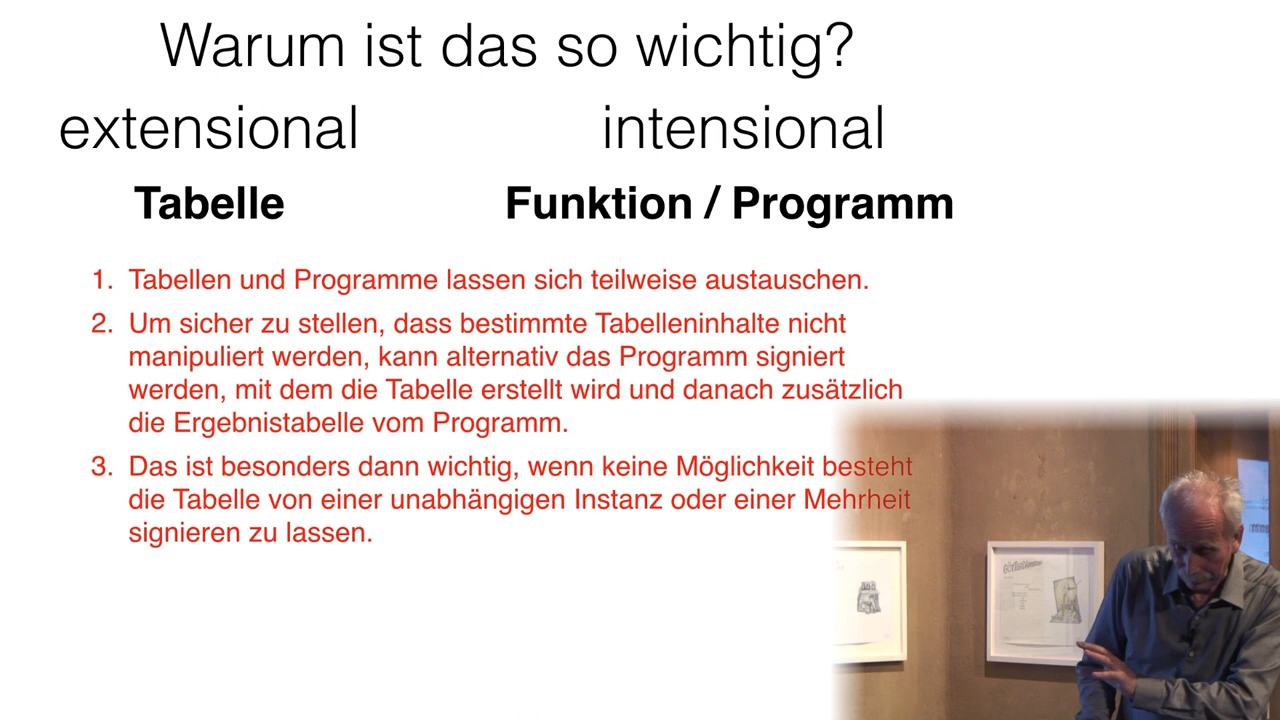 Warum ist das so wichtig?
extensional intensional
Tabelle Funktion / Programm
1. Tabellen und Programme lassen sich teilweise austauschen.
2. Um sicher zu stellen, dass bestimmte Tabelleninhalte nicht
manipuliert werden, kann alternativ das Programm signiert
werden, mit dem die Tabelle erstellt wird und danach zusätzlich
die Ergebnistabelle vom Programm.
3. Das ist besonders dann wichtig, wenn keine Möglichkeit besteht
die Tabelle von einer unabhängigen Instanz oder einer Mehrheit
signieren zu lassen.